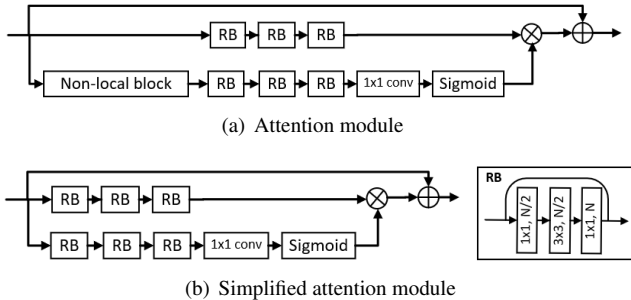 RB RB RB
Non-local block RB RB RB 1x1 conv Sigmoid
(a) Attention module
RB RB RB
RB RB RB 1x1 conv Sigmoid
RB
1x1, N/2
3x3, N/2
1x1, N
(b) Simplified attention module